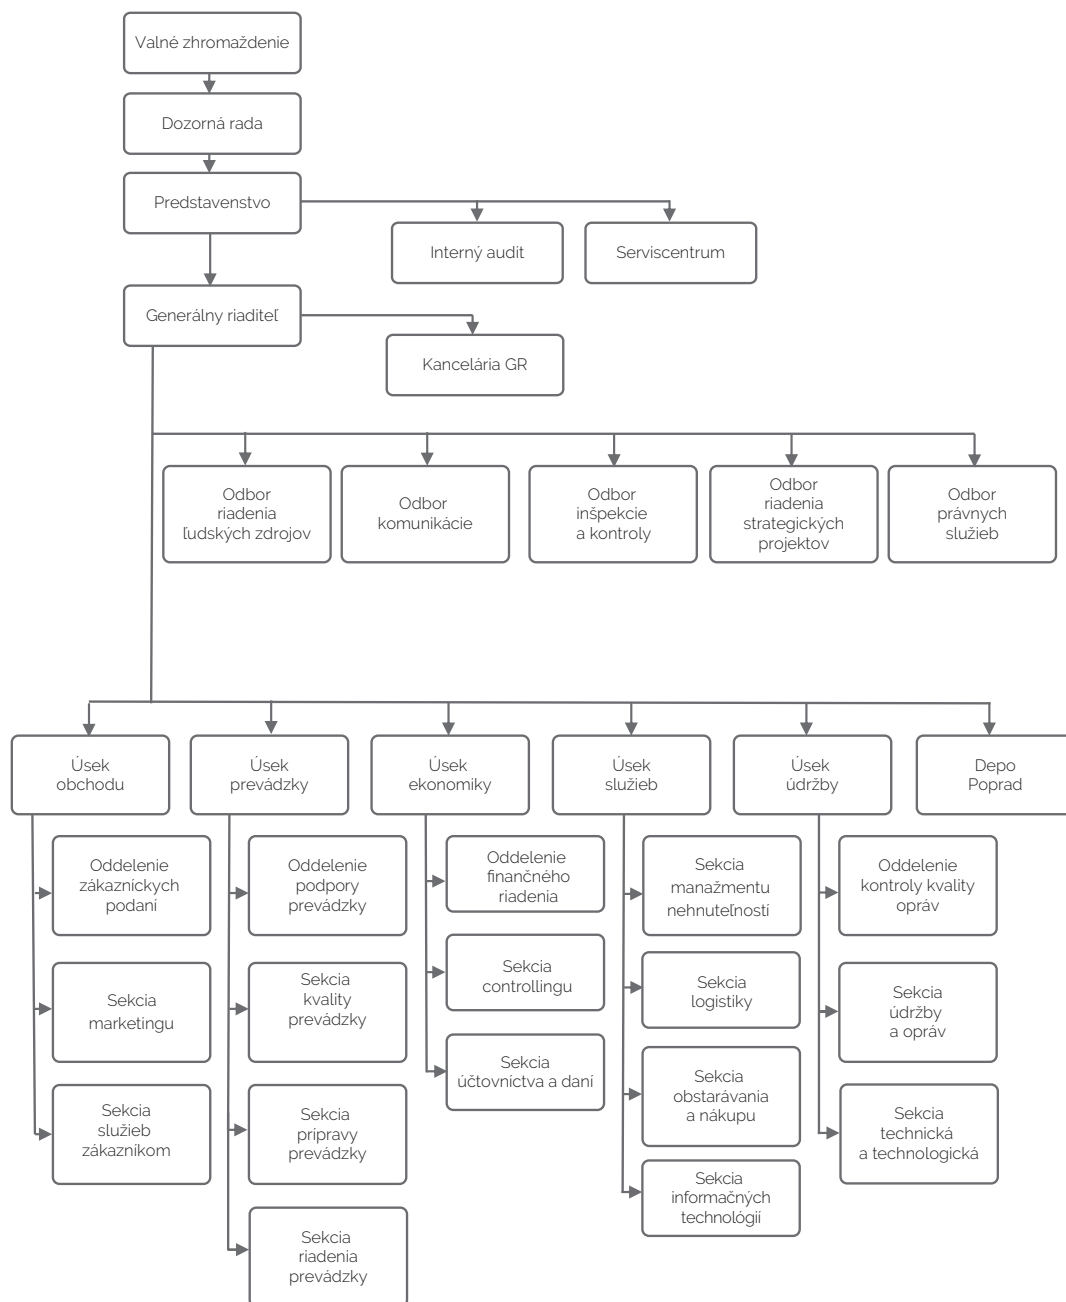 Valné zhromaždenie
Dozorná rada
Predstavenstvo
Interný audit
Serviscentrum
Generálny riaditeľ
Kancelária GR
Odbor
riadenia
ľudských zdrojov
Odbor
komunikácie
Odbor
inšpekcie
a kontroly
Odbor
riadenia
strategických
projektov
Odbor
právnych
služieb
Úsek
obchodu
Úsek
prevádzky
Úsek
ekonomiky
Úsek
služieb
Úsek
údržby
Depo
Poprad
Oddelenie
zákazníckych
podaní
Sekcia
marketingu
Sekcia
služieb
zákazníkom
Oddelenie
podpory
prevádzky
Sekcia
kvality
prevádzky
Sekcia
prípravy
prevádzky
Sekcia
riadenia
prevádzky
Oddelenie
finančného
riadenia
Sekcia
controllingu
Sekcia
účtovníctva a daní
Sekcia
manažmentu
nehnuteľností
Sekcia
logistiky
Sekcia
obstarávania
a nákupu
Sekcia
informačných
technológií
Oddelenie
kontroly kvality
opráv
Sekcia
údržby
a opráv
Sekcia
technická
a technologická